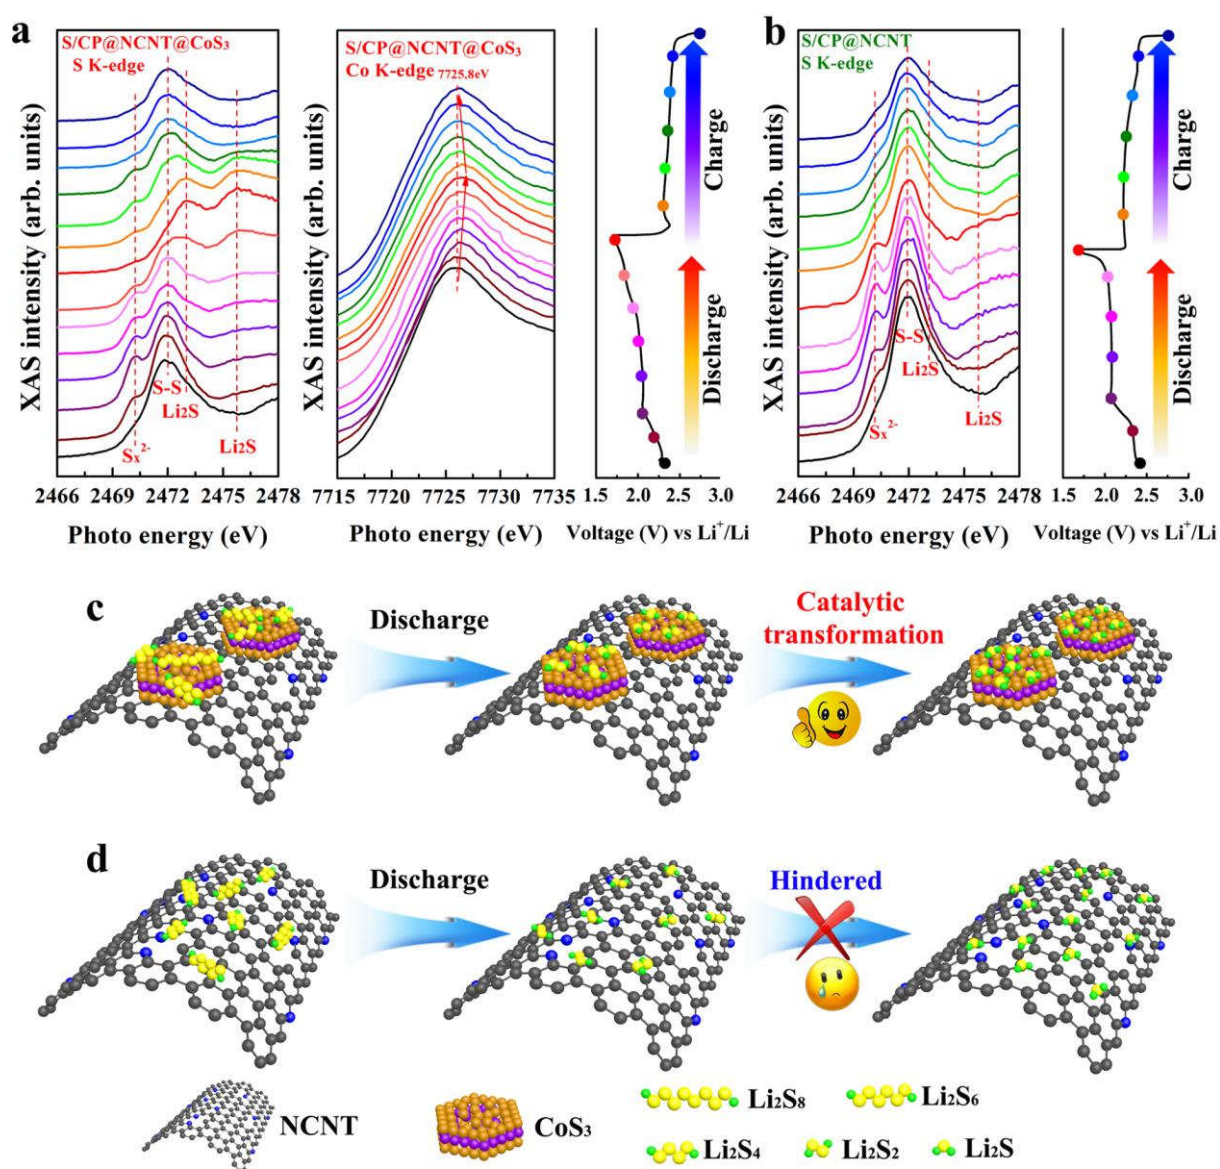 a
S/CP@NCNT@CoS₃
S K-edge
XAS intensity (arb. units)
S-S
Li₂S
Sx²⁻
Li₂S
2466 2469 2472 2475 2478
Photo energy (eV)
S/CP@NCNT@CoS₃
Co K-edge 7725.8eV
XAS intensity (arb. units)
7715 7720 7725 7730 7735
Photo energy (eV)
Charge
Discharge
1.5 2.0 2.5 3.0
Voltage (V) vs Li⁺/Li
b
S/CP@NCNT
S K-edge
XAS intensity (arb. units)
S-S
Li₂S
Sx²⁻
Li₂S
2466 2469 2472 2475 2478
Photo energy (eV)
Charge
Discharge
1.5 2.0 2.5 3.0
Voltage (V) vs Li⁺/Li
c
Discharge
Catalytic
transformation
d
Discharge
Hindered
NCNT
CoS₃
Li₂S₈
Li₂S₆
Li₂S₄
Li₂S₂
Li₂S